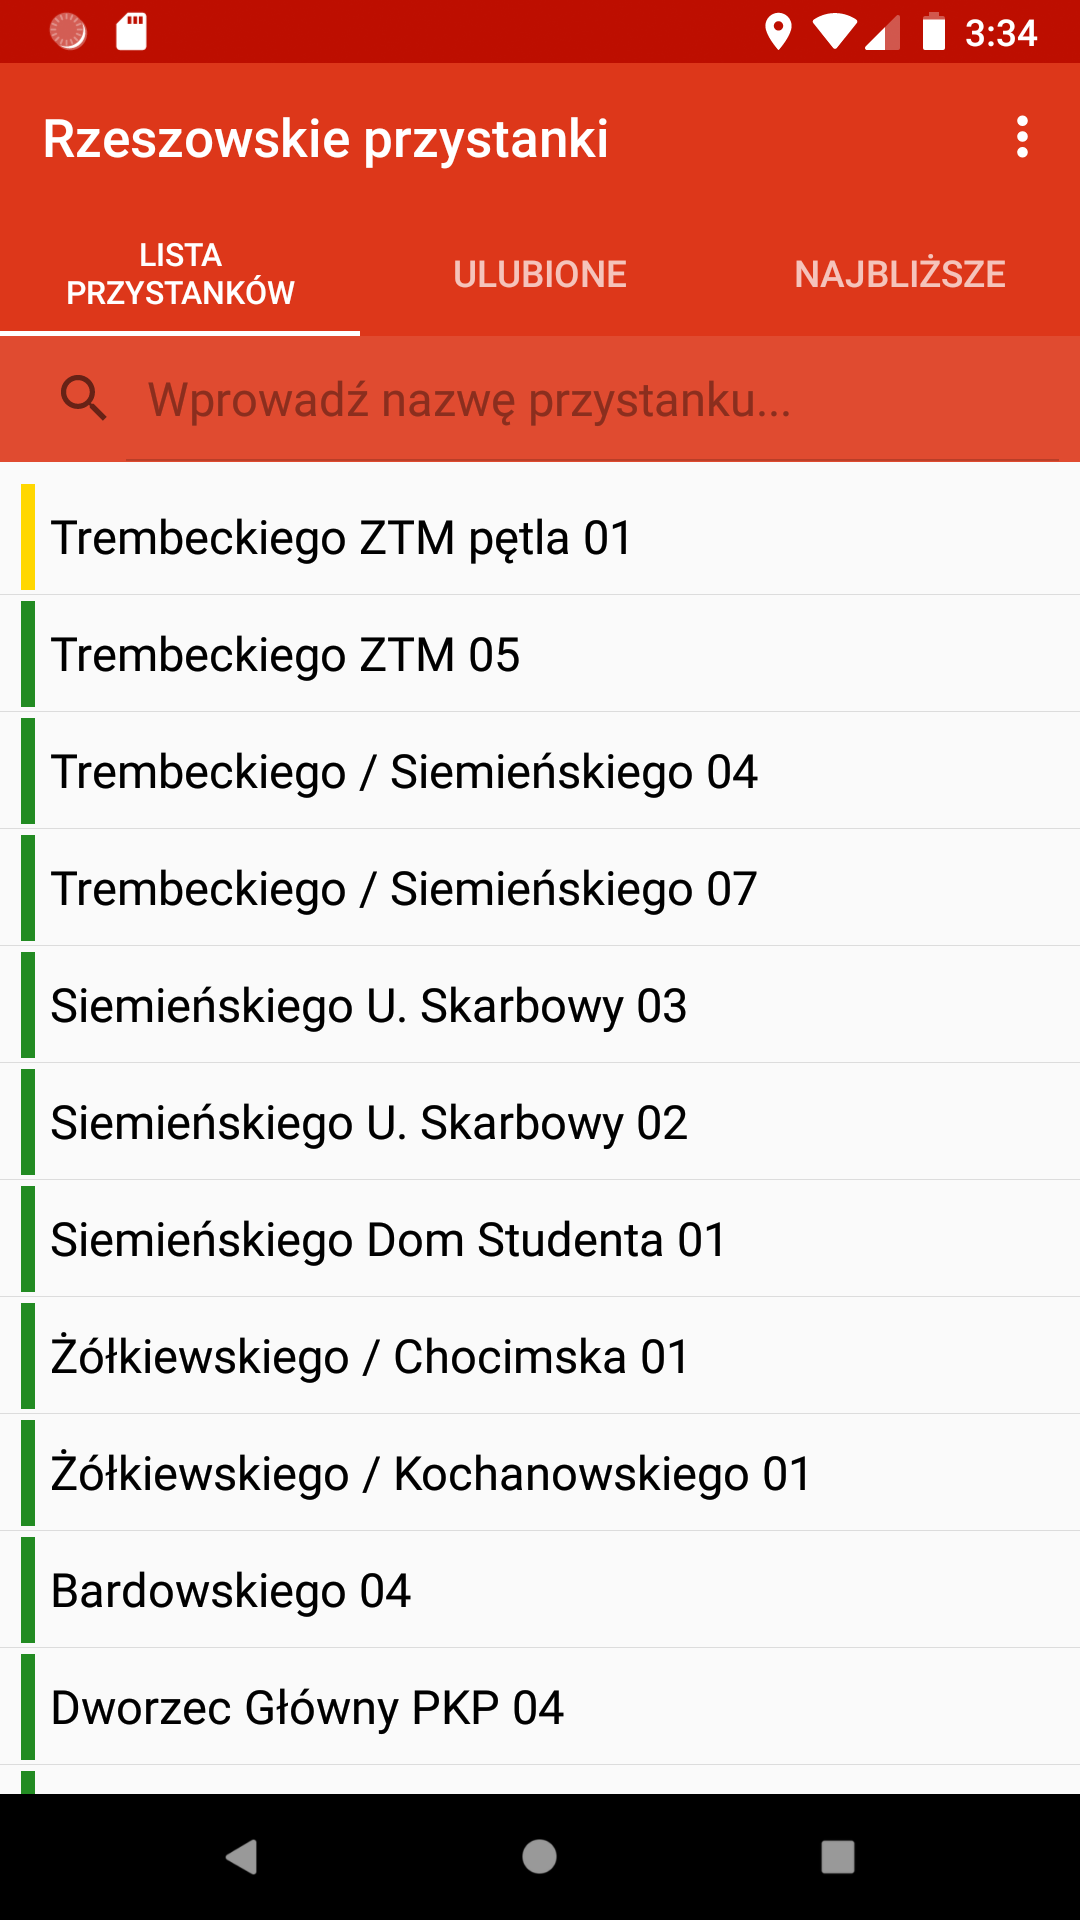 3:34
Rzeszowskie przystanki
LISTA
PRZYSTANKÓW
ULUBIONE
NAJBLIŻSZE
Wprowadź nazwę przystanku...
Trembeckiego ZTM pętla 01
Trembeckiego ZTM 05
Trembeckiego / Siemieńskiego 04
Trembeckiego / Siemieńskiego 07
Siemieńskiego U. Skarbowy 03
Siemieńskiego U. Skarbowy 02
Siemieńskiego Dom Studenta 01
Żółkiewskiego / Chocimska 01
Żółkiewskiego / Kochanowskiego 01
Bardowskiego 04
Dworzec Główny PKP 04